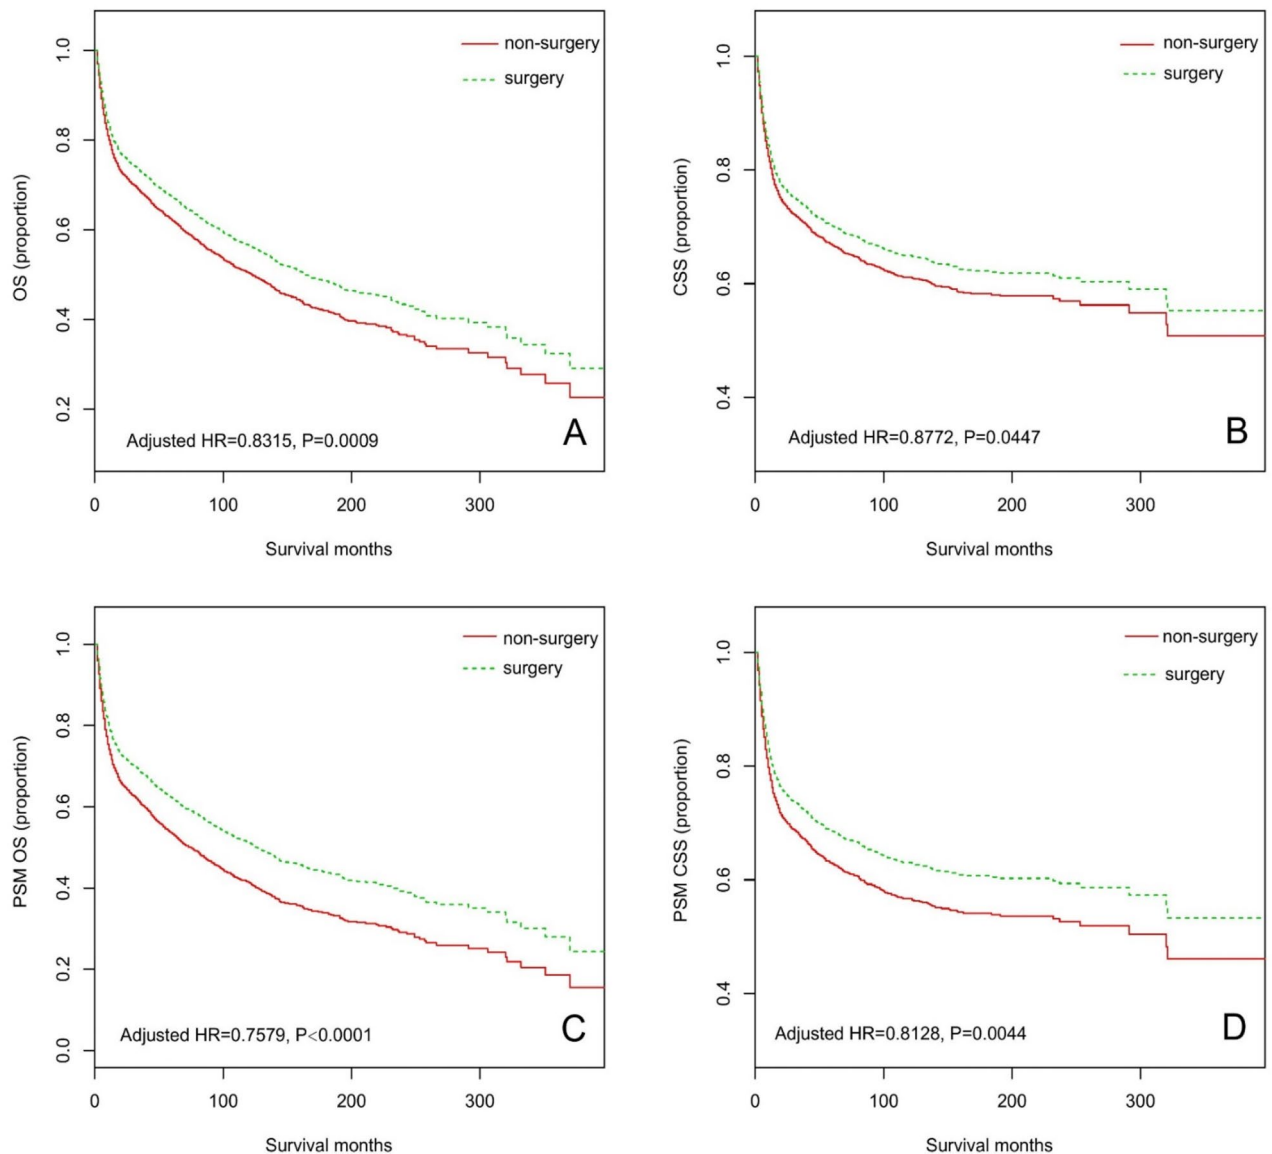 OS (proportion)
1.0
0.8
0.6
0.4
0.2
non-surgery
surgery
Adjusted HR=0.8315, P=0.0009
A
0 100 200 300
Survival months
CSS (proportion)
1.0
0.8
0.6
0.4
non-surgery
surgery
Adjusted HR=0.8772, P=0.0447
B
0 100 200 300
Survival months
PSM OS (proportion)
1.0
0.8
0.6
0.4
0.2
0.0
non-surgery
surgery
Adjusted HR=0.7579, P<0.0001
C
0 100 200 300
Survival months
PSM CSS (proportion)
1.0
0.8
0.6
0.4
non-surgery
surgery
Adjusted HR=0.8128, P=0.0044
D
0 100 200 300
Survival months